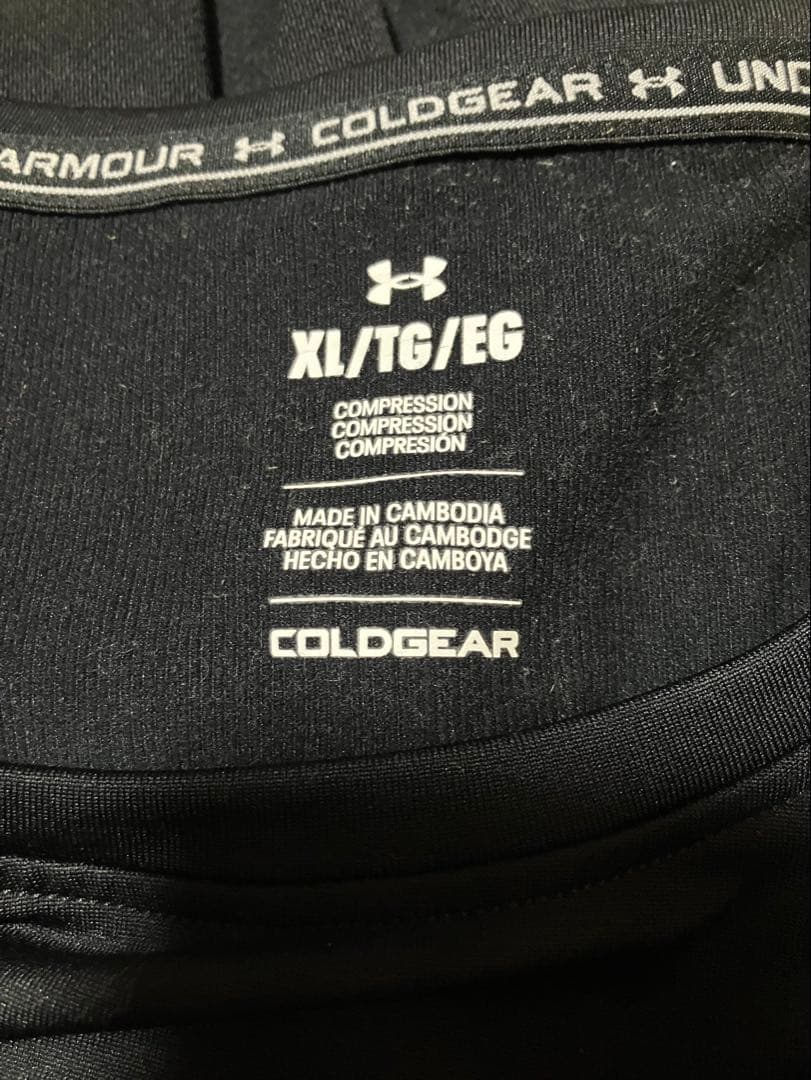 ARMOUR COLDGEAR UND
XL/TG/EG
COMPRESSION
COMPRESSION
COMPRESIÓN
MADE IN CAMBODIA
FABRIQUÉ AU CAMBODGE
HECHO EN CAMBOYA
COLDGEAR